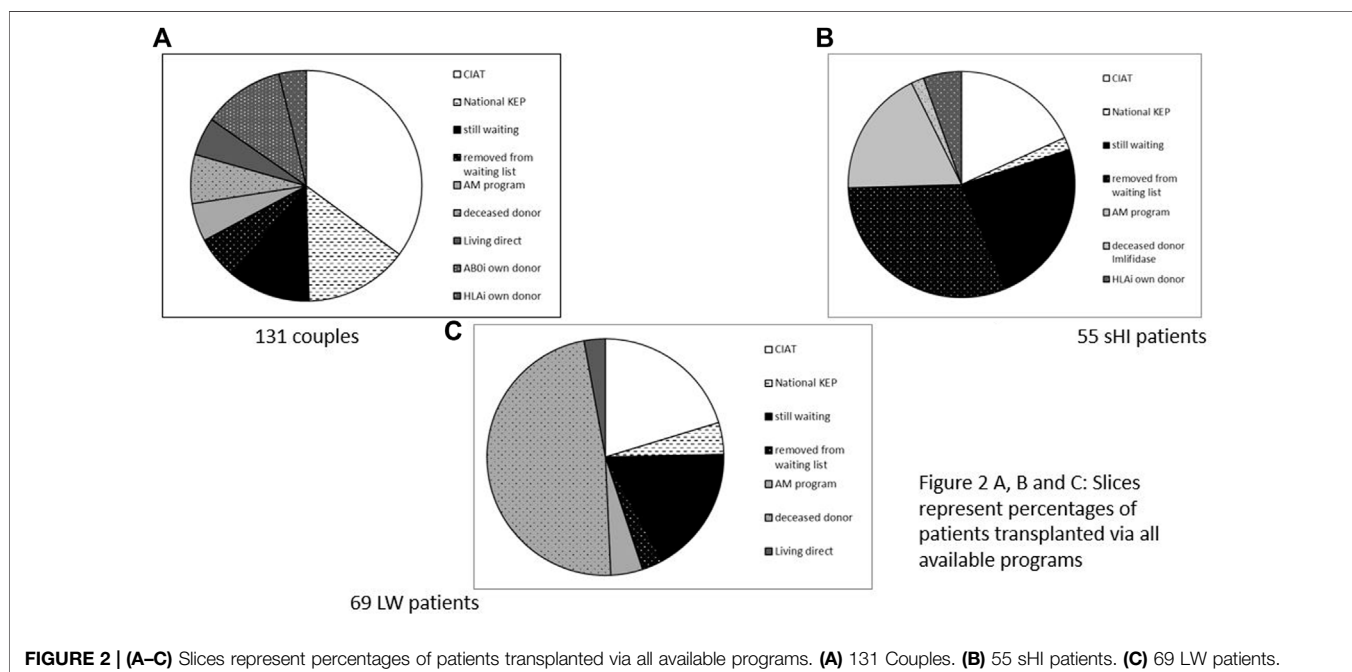 A
CIAT
National KEP
still waiting
removed from
waiting list
AM program
deceased donor
Living direct
AB0i own donor
HLAi own donor
131 couples
B
CIAT
National KEP
still waiting
removed from
waiting list
AM program
deceased donor
Imlifidase
HLAi own donor
55 sHI patients
C
CIAT
National KEP
still waiting
removed from
waiting list
AM program
deceased donor
Living direct
69 LW patients
Figure 2 A, B and C: Slices
represent percentages of
patients transplanted via all
available programs
FIGURE 2 | (A–C) Slices represent percentages of patients transplanted via all available programs. (A) 131 Couples. (B) 55 sHI patients. (C) 69 LW patients.